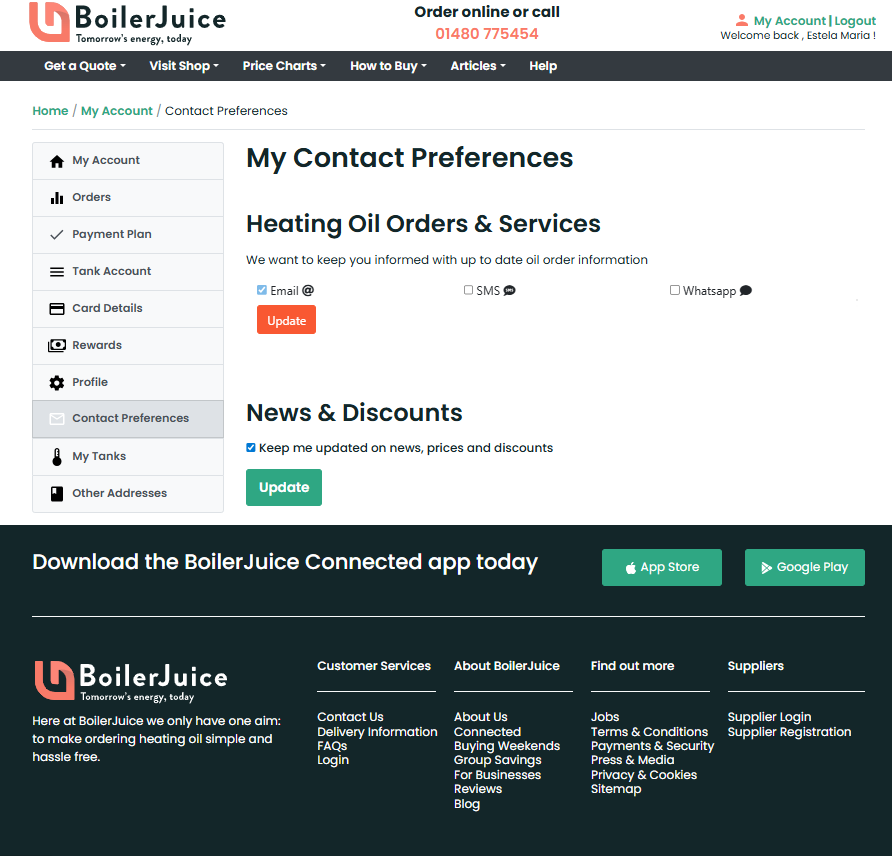 BoilerJuice
Tomorrow's energy, today
Order online or call
01480 775454
My Account | Logout
Welcome back , Estela Maria !
Get a Quote Visit Shop Price Charts How to Buy Articles Help
Home / My Account / Contact Preferences
My Account
Orders
Payment Plan
Tank Account
Card Details
Rewards
Profile
Contact Preferences
My Tanks
Other Addresses
My Contact Preferences
Heating Oil Orders & Services
We want to keep you informed with up to date oil order information
Email SMS Whatsapp
Update
News & Discounts
Keep me updated on news, prices and discounts
Update
Download the BoilerJuice Connected app today
App Store
Google Play
BoilerJuice
Tomorrow's energy, today
Here at BoilerJuice we only have one aim:
to make ordering heating oil simple and
hassle free.
Customer Services
Contact Us
Delivery Information
FAQs
Login
About BoilerJuice
About Us
Connected
Buying Weekends
Group Savings
For Businesses
Reviews
Blog
Find out more
Jobs
Terms & Conditions
Payments & Security
Press & Media
Privacy & Cookies
Sitemap
Suppliers
Supplier Login
Supplier Registration